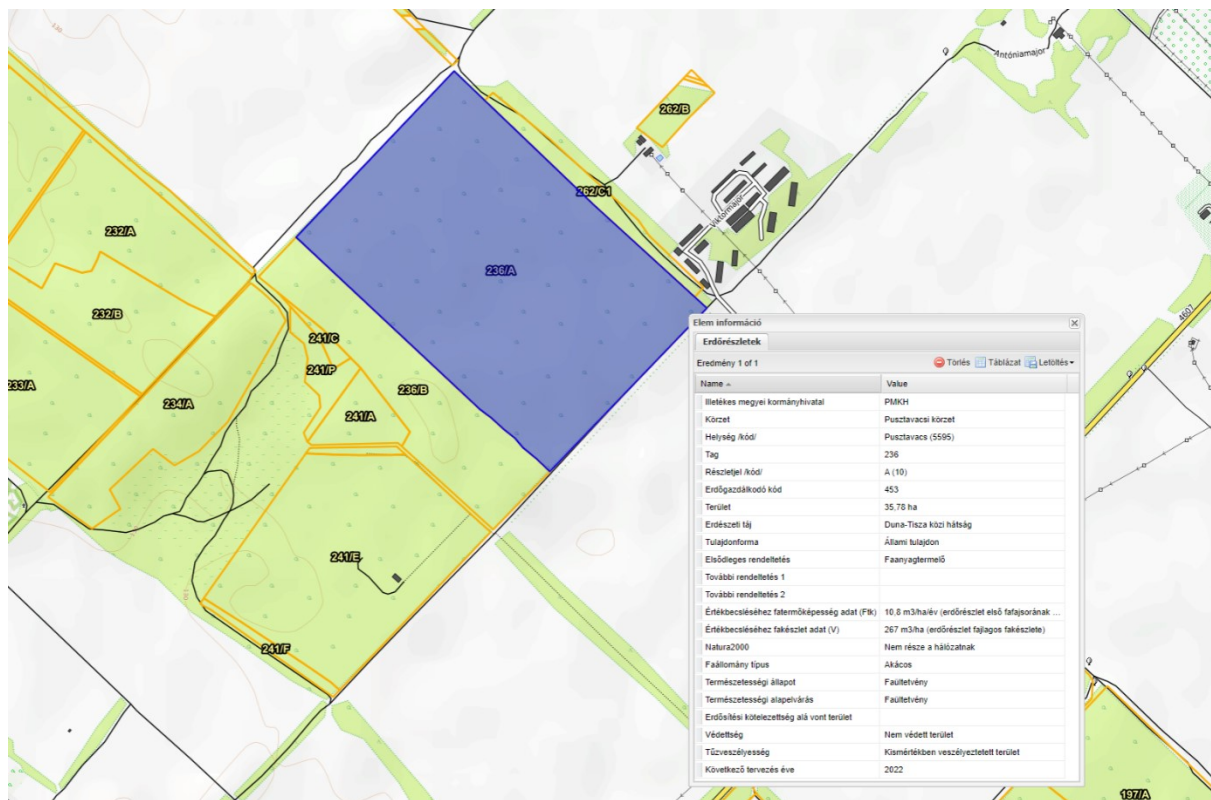 130
Antóniamajor
262/B
262/C1
Viktormajor
232/A
236/A
4607
232/B
241/C
241/P
236/B
233/A
234/A
241/A
241/E
130
241/F
197/A
Elem információ
Erdőrészletek
Eredmény 1 of 1 Törlés Táblázat Letöltés
Name Value
Illetékes megyei kormányhivatal PMKH
Körzet Pusztavacsi körzet
Helység /kód/ Pusztavacs (5595)
Tag 236
Részletjel /kód/ A (10)
Erdőgazdálkodó kód 453
Terület 35,78 ha
Erdészeti táj Duna-Tisza közi hátság
Tulajdonforma Állami tulajdon
Elsődleges rendeltetés Faanyagtermelő
További rendeltetés 1
További rendeltetés 2
Értékbecsléséhez fatermőképesség adat (Ftk) 10,8 m3/ha/év (erdőrészlet első fafajsorának ...
Értékbecsléséhez fakészlet adat (V) 267 m3/ha (erdőrészlet fajlagos fakészlete)
Natura2000 Nem része a hálózatnak
Faállomány típus Akácos
Természetességi állapot Faültetvény
Természetességi alapelvárás Faültetvény
Erdősítési kötelezettség alá vont terület
Védettség Nem védett terület
Tűzveszélyesség Kismértékben veszélyeztetett terület
Következő tervezés éve 2022